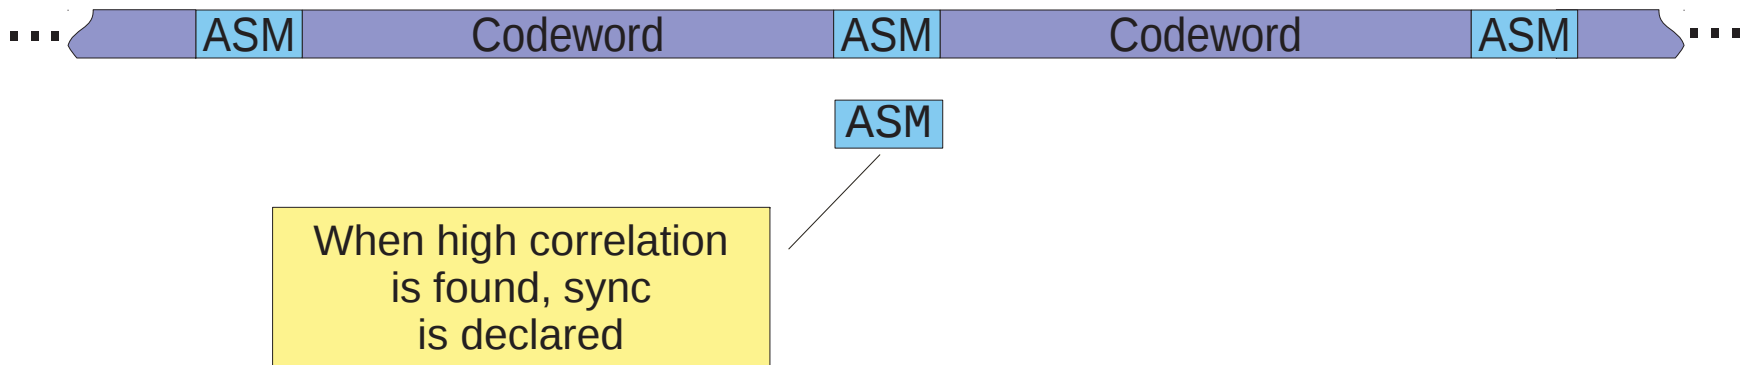 ASM Codeword ASM Codeword ASM
ASM
When high correlation
is found, sync
is declared